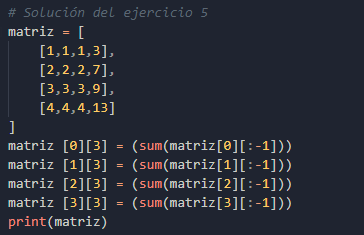 # Solución del ejercicio 5
matriz = [
    [1,1,1,3],
    [2,2,2,7],
    [3,3,3,9],
    [4,4,4,13]
]
matriz [0][3] = (sum(matriz[0][:-1]))
matriz [1][3] = (sum(matriz[1][:-1]))
matriz [2][3] = (sum(matriz[2][:-1]))
matriz [3][3] = (sum(matriz[3][:-1]))
print(matriz)